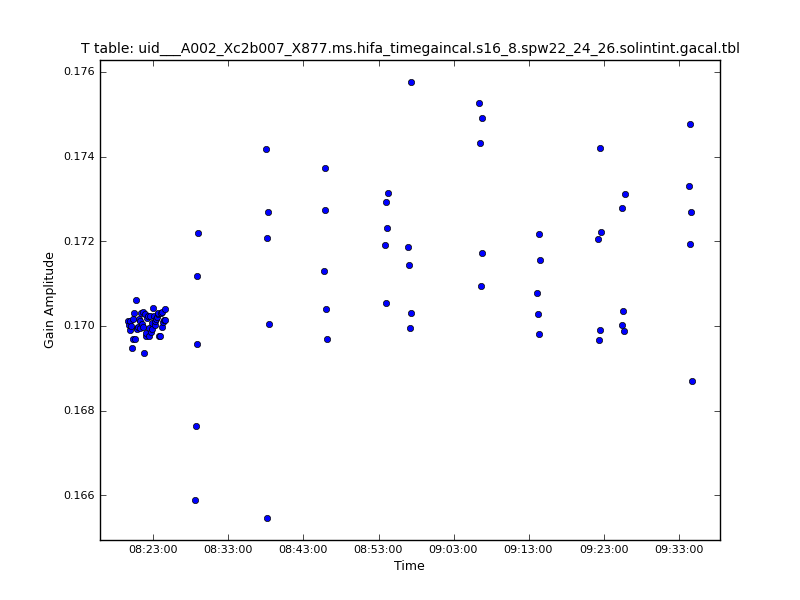 T table: uid___A002_Xc2b007_X877.ms.hifa_timegaincal.s16_8.spw22_24_26.solintint.gacal.tbl
0.176
0.174
0.172
0.170
0.168
0.166
Gain Amplitude
08:23:00 08:33:00 08:43:00 08:53:00 09:03:00 09:13:00 09:23:00 09:33:00
Time